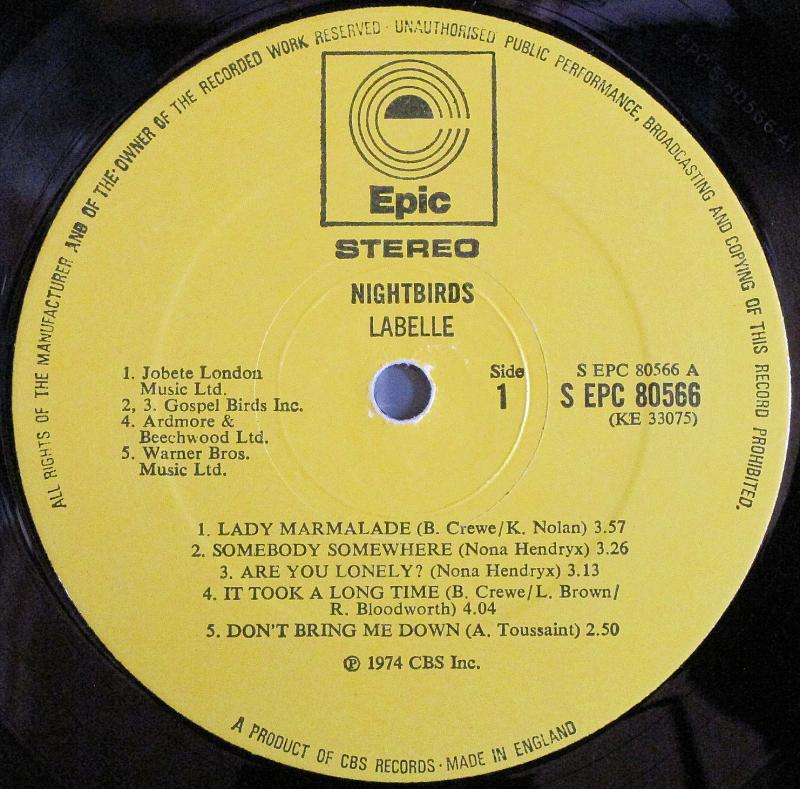 ALL RIGHTS OF THE MANUFACTURER AND OF THE OWNER OF THE RECORDED WORK RESERVED · UNAUTHORISED PUBLIC PERFORMANCE, BROADCASTING AND COPYING OF THIS RECORD PROHIBITED.
Epic
STEREO
NIGHTBIRDS
LABELLE
1. Jobete London
Music Ltd.
2, 3. Gospel Birds Inc.
4. Ardmore &
Beechwood Ltd.
5. Warner Bros.
Music Ltd.
Side
1
S EPC 80566 A
S EPC 80566
(KE 33075)
1. LADY MARMALADE (B. Crewe/K. Nolan) 3.57
2. SOMEBODY SOMEWHERE (Nona Hendryx) 3.26
3. ARE YOU LONELY? (Nona Hendryx) 3.13
4. IT TOOK A LONG TIME (B. Crewe/L. Brown/
R. Bloodworth) 4.04
5. DON'T BRING ME DOWN (A. Toussaint) 2.50
℗ 1974 CBS Inc.
A PRODUCT OF CBS RECORDS · MADE IN ENGLAND